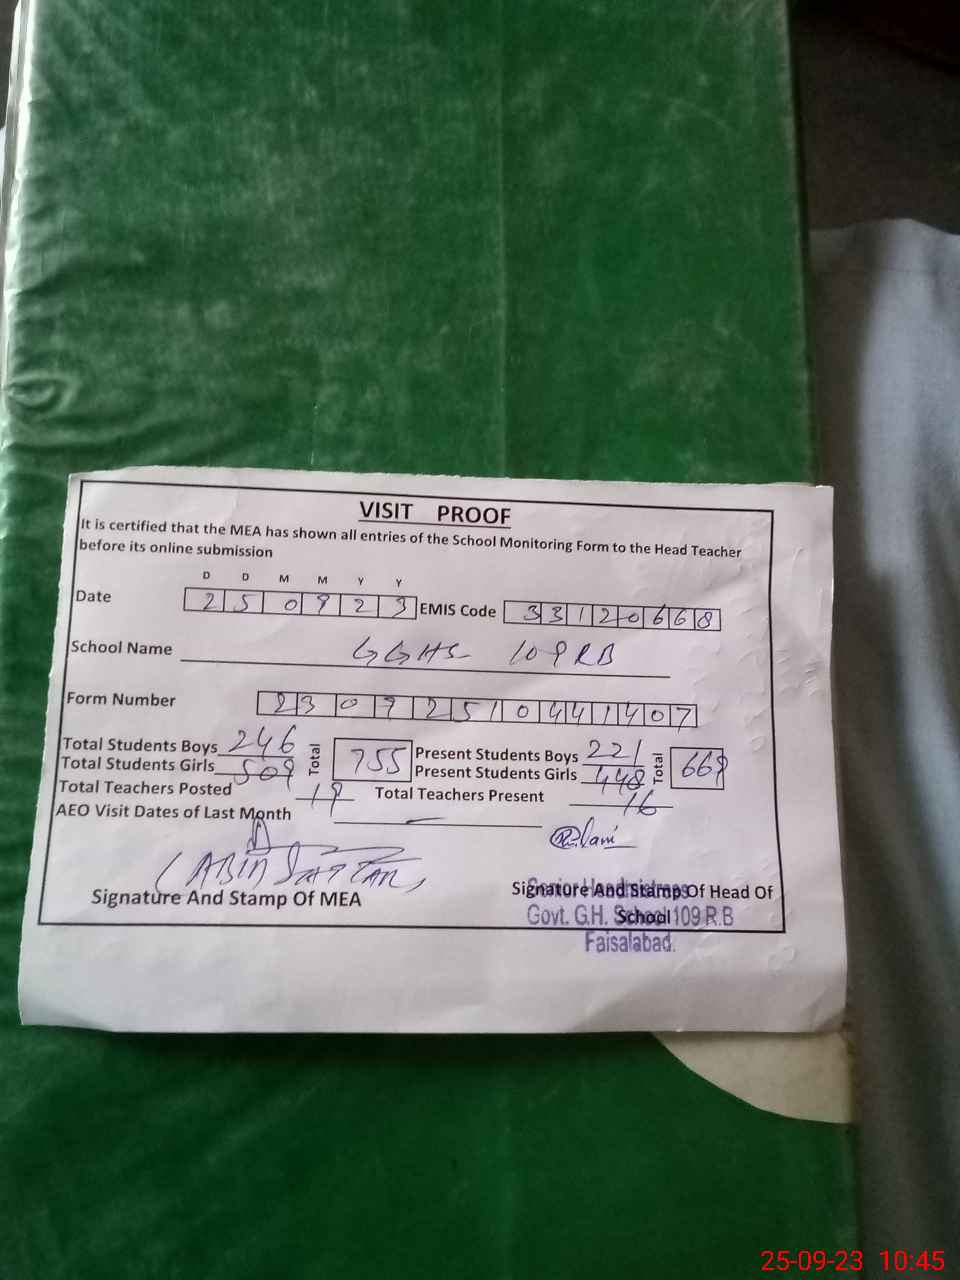 VISIT PROOF
It is certified that the MEA has shown all entries of the School Monitoring Form to the Head Teacher
before its online submission
D D M M Y Y
Date 2 5 0 9 2 3 EMIS Code 3 3 1 2 0 6 6 8
School Name GGHS 109 RB
Form Number 2 3 0 9 2 5 1 0 4 4 1 4 0 7
Total Students Boys 246 Total 755 Present Students Boys 221 Total 669
Total Students Girls 509 Present Students Girls 448
Total Teachers Posted 19 Total Teachers Present 16
AEO Visit Dates of Last Month
Signature And Stamp Of MEA
Signature And Stamp Of Head Of
School
Govt. G.H. School 109 R.B
Faisalabad.
25-09-23 10:45